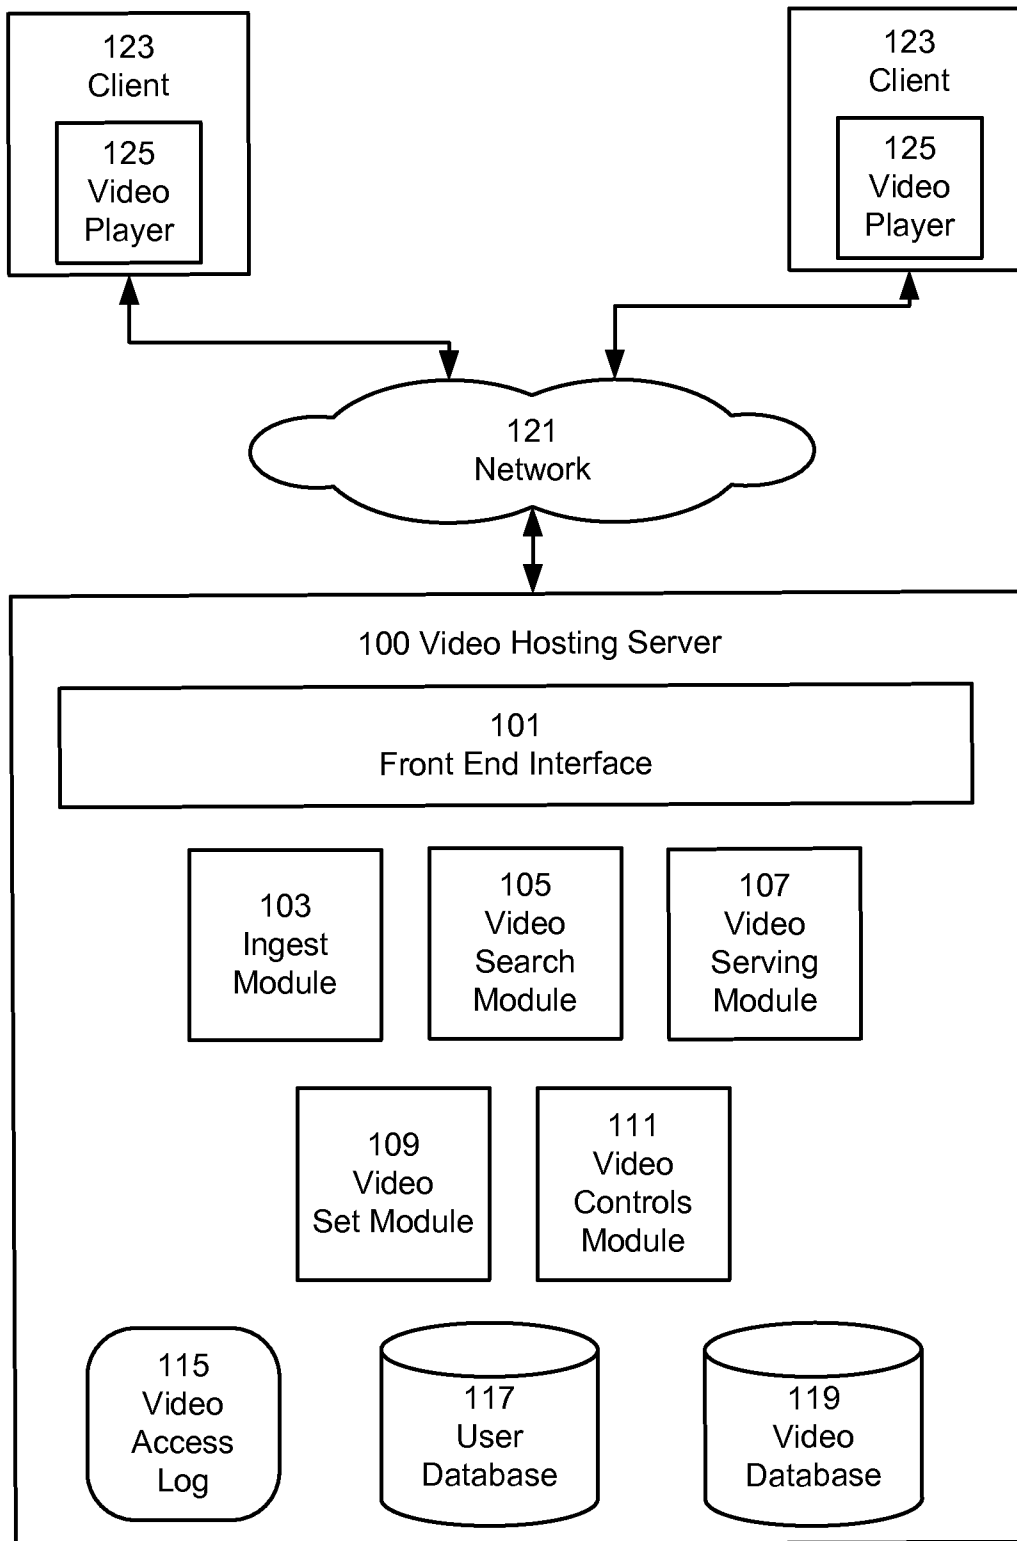 123
Client
125
Video
Player
123
Client
125
Video
Player
121
Network
100 Video Hosting Server
101
Front End Interface
103
Ingest
Module
105
Video
Search
Module
107
Video
Serving
Module
109
Video
Set Module
111
Video
Controls
Module
115
Video
Access
Log
117
User
Database
119
Video
Database